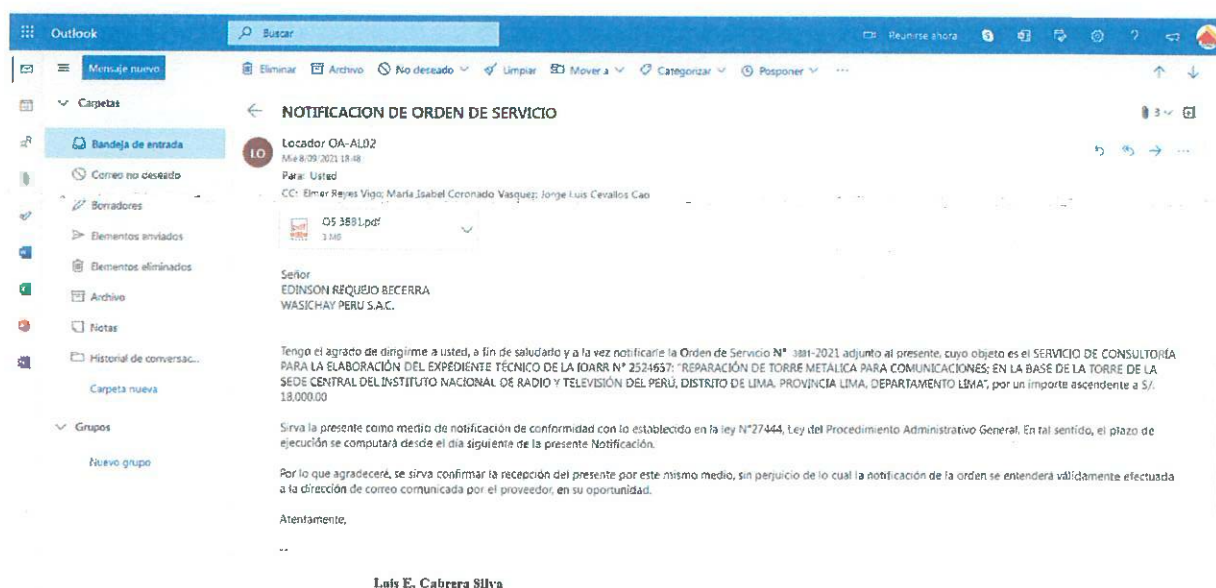 Outlook
Buscar
Reunirse ahora
Mensaje nuevo
Eliminar Archivo No deseado Limpiar Mover a Categorizar Posponer ...
Carpetas
Bandeja de entrada
Correo no deseado
Borradores
Elementos enviados
Elementos eliminados
Archivo
Notas
Historial de conversac...
Carpeta nueva
Grupos
Nuevo grupo
NOTIFICACION DE ORDEN DE SERVICIO
3
LO
Locador OA-AL02
Mié 8/09/2021 18:48
Para: Usted
CC: Elmer Reyes Vigo; María Isabel Coronado Vasquez; Jorge Luis Cevallos Cao
OS 3881.pdf
3 MB
Señor
EDINSON REQUEJO BECERRA
WASICHAY PERU S.A.C.
Tengo el agrado de dirigirme a usted, a fin de saludarlo y a la vez notificarle la Orden de Servicio N° 3881-2021 adjunto al presente, cuyo objeto es el SERVICIO DE CONSULTORÍA
PARA LA ELABORACIÓN DEL EXPEDIENTE TÉCNICO DE LA IOARR N° 2524657: "REPARACIÓN DE TORRE METÁLICA PARA COMUNICACIONES; EN LA BASE DE LA TORRE DE LA
SEDE CENTRAL DEL INSTITUTO NACIONAL DE RADIO Y TELEVISIÓN DEL PERÚ, DISTRITO DE LIMA, PROVINCIA LIMA, DEPARTAMENTO LIMA", por un importe ascendente a S/.
18,000.00
Sirva la presente como medio de notificación de conformidad con lo establecido en la ley N°27444, Ley del Procedimiento Administrativo General. En tal sentido, el plazo de
ejecución se computará desde el día siguiente de la presente Notificación.
Por lo que agradeceré, se sirva confirmar la recepción del presente por este mismo medio, sin perjuicio de lo cual la notificación de la orden se entenderá válidamente efectuada
a la dirección de correo comunicada por el proveedor, en su oportunidad.
Atentamente,
--
Luis E. Cabrera Silva